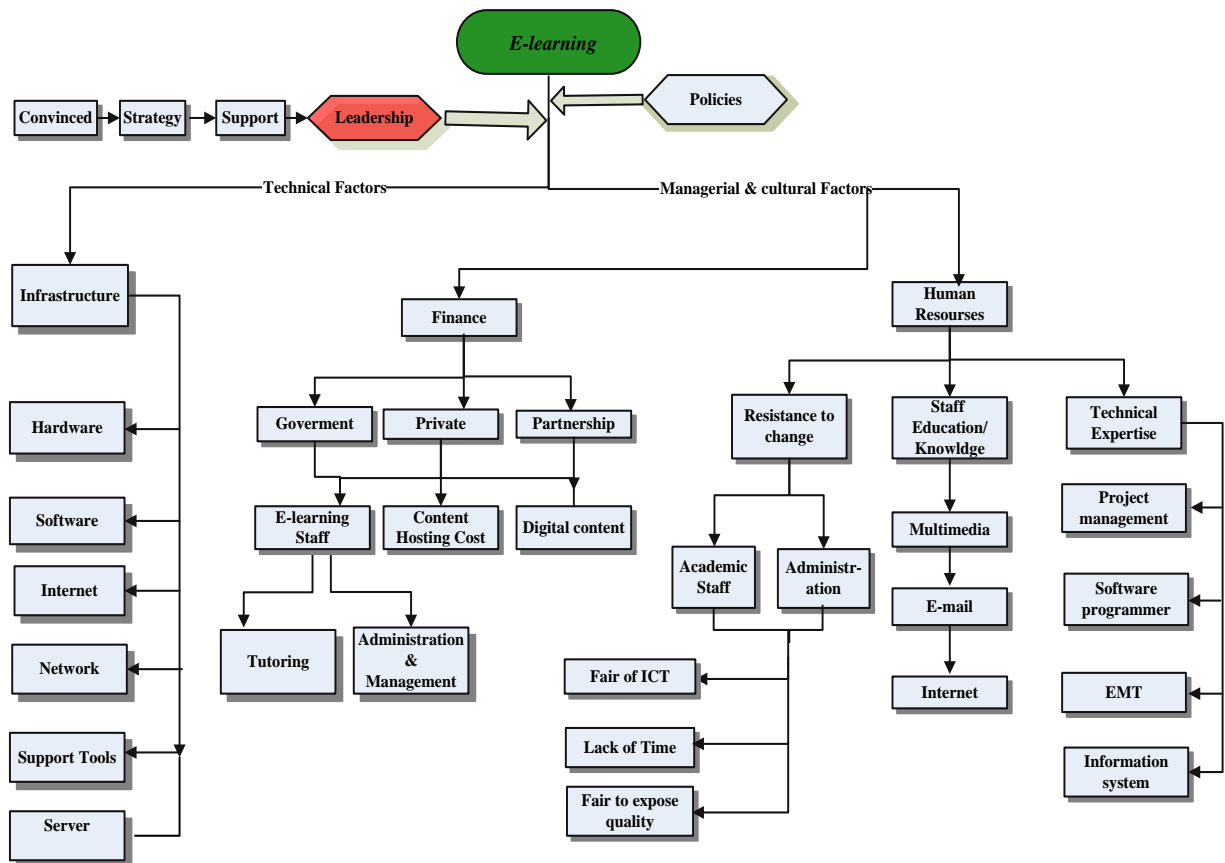 E-learning
Policies
Convinced
Strategy
Support
Leadership
Technical Factors
Managerial & cultural Factors
Infrastructure
Human
Resourses
Finance
Goverment
Private
Partnership
Resistance to
change
Staff
Education/
Knowldge
Technical
Expertise
Hardware
Software
E-learning
Staff
Content
Hosting Cost
Digital content
Multimedia
Project
management
Internet
Academic
Staff
Administr-
ation
E-mail
Software
programmer
Network
Tutoring
Administration
&
Management
Fair of ICT
Internet
EMT
Support Tools
Lack of Time
Information
system
Server
Fair to expose
quality